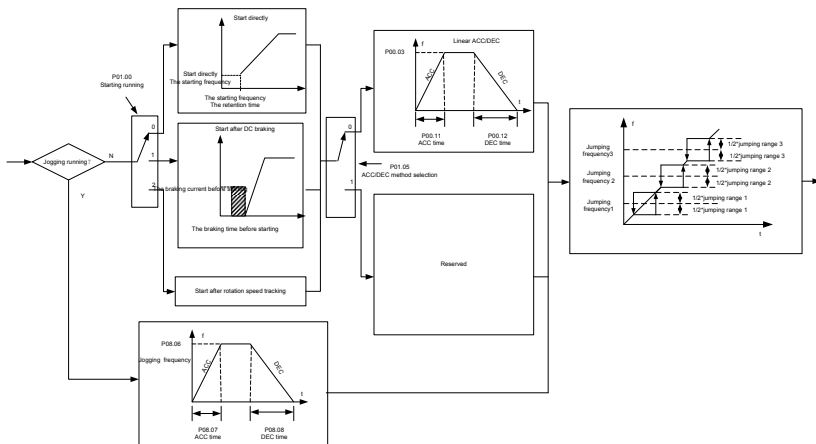 Start directly
f
Start directly
The starting frequency
The starting frequency
The retention time
P01.00
Starting running
0
1
2
Jogging running?
N
Y
Start after DC braking
The braking current before
The braking time before starting
Start after rotation speed tracking
0
1
P01.05
ACC/DEC method selection
P00.03
f
Linear ACC/DEC
ACC
DEC
t
P00.11
ACC time
P00.12
DEC time
Reserved
P08.06
Jogging frequency
f
ACC
DEC
t
P08.07
ACC time
P08.08
DEC time
Jumping
frequency3
Jumping
frequency 2
Jumping
frequency1
f
1/2*jumping range 3
1/2*jumping range 3
1/2*jumping range 2
1/2*jumping range 2
1/2*jumping range 1
1/2*jumping range 1
t